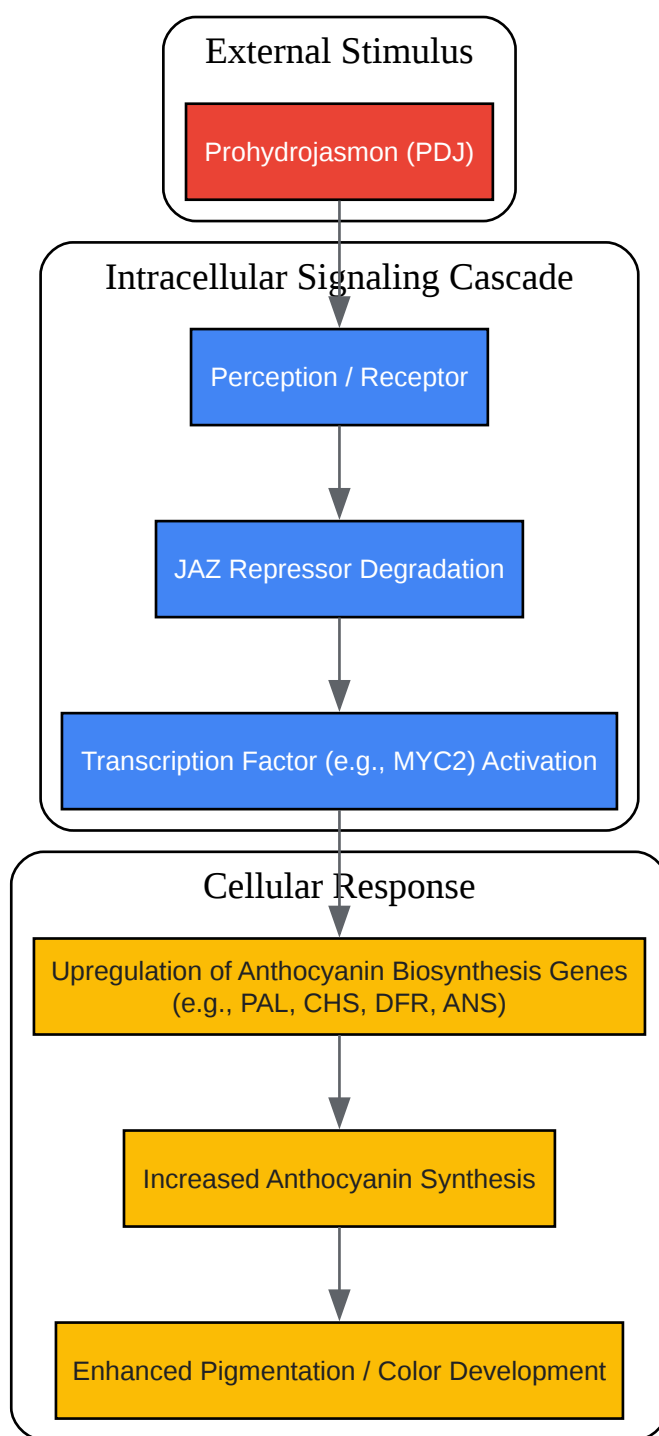 External Stimulus
Prohydrojasmon (PDJ)
Intracellular Signaling Cascade
Perception / Receptor
JAZ Repressor Degradation
Transcription Factor (e.g., MYC2) Activation
Cellular Response
Upregulation of Anthocyanin Biosynthesis Genes
(e.g., PAL, CHS, DFR, ANS)
Increased Anthocyanin Synthesis
Enhanced Pigmentation / Color Development